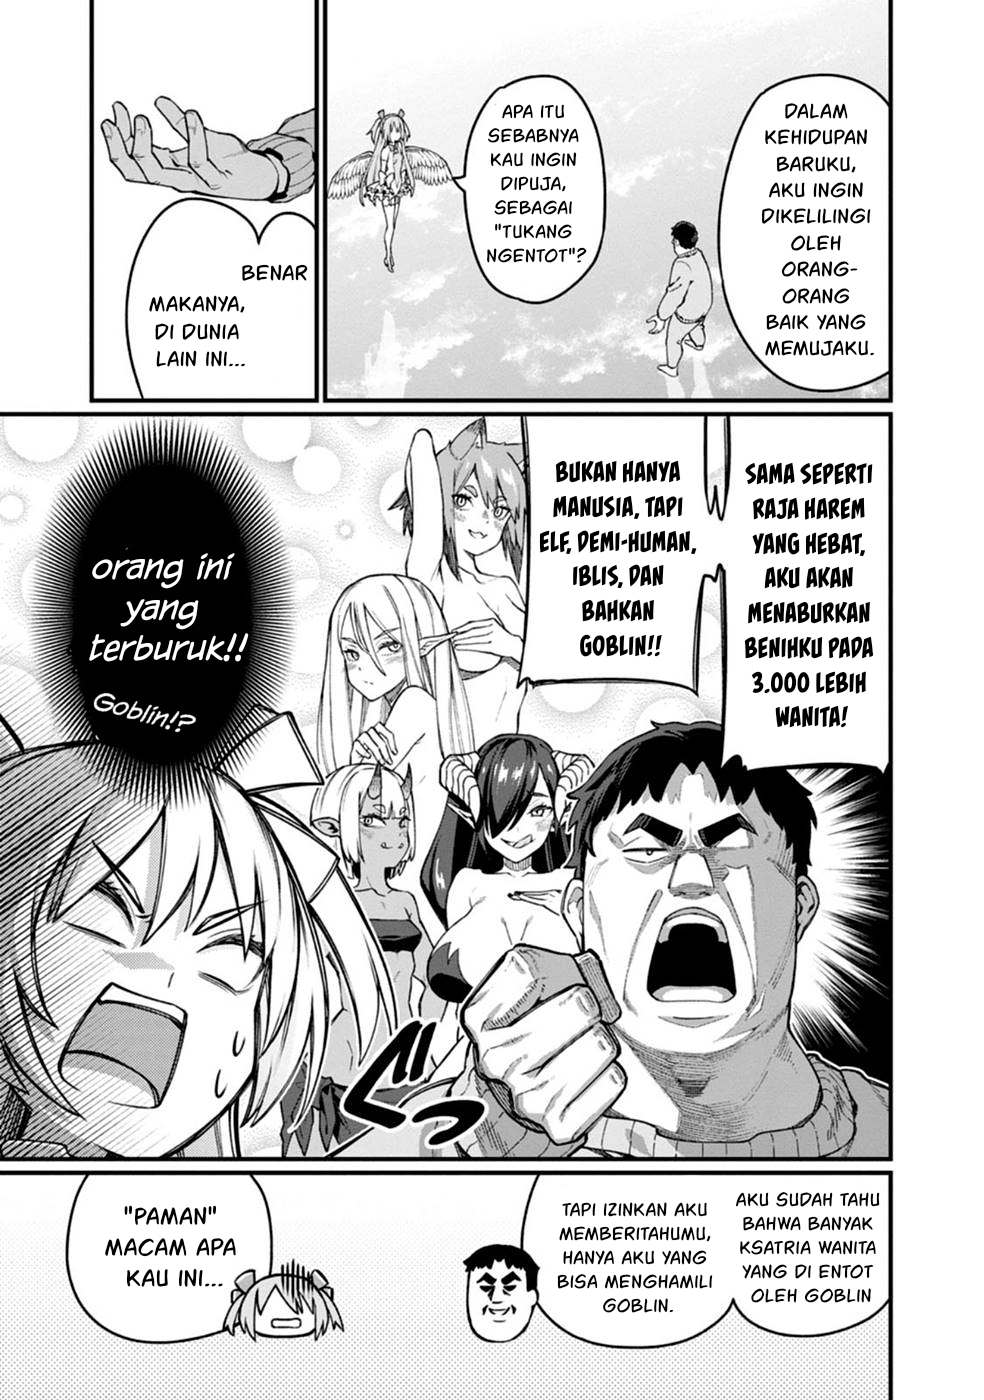 DALAM
KEHIDUPAN
BARUKU,
AKU INGIN
DIKELILINGI
OLEH
ORANG-
ORANG
BAIK YANG
MEMUJAKU.
APA ITU
SEBABNYA
KAU INGIN
DIPUJA,
SEBAGAI
"TUKANG
NGENTOT"?
BENAR
MAKANYA,
DI DUNIA
LAIN INI...
SAMA SEPERTI
RAJA HAREM
YANG HEBAT,
AKU AKAN
MENABURKAN
BENIHKU PADA
3.000 LEBIH
WANITA!
BUKAN HANYA
MANUSIA, TAPI
ELF, DEMI-HUMAN,
IBLIS, DAN
BAHKAN
GOBLIN!!
orang ini
yang
terburuk!!
Goblin!?
ぐっ
AKU SUDAH TAHU
BAHWA BANYAK
KSATRIA WANITA
YANG DI ENTOT
OLEH GOBLIN
TAPI IZINKAN AKU
MEMBERITAHUMU,
HANYA AKU YANG
BISA MENGHAMILI
GOBLIN.
"PAMAN"
MACAM APA
KAU INI...